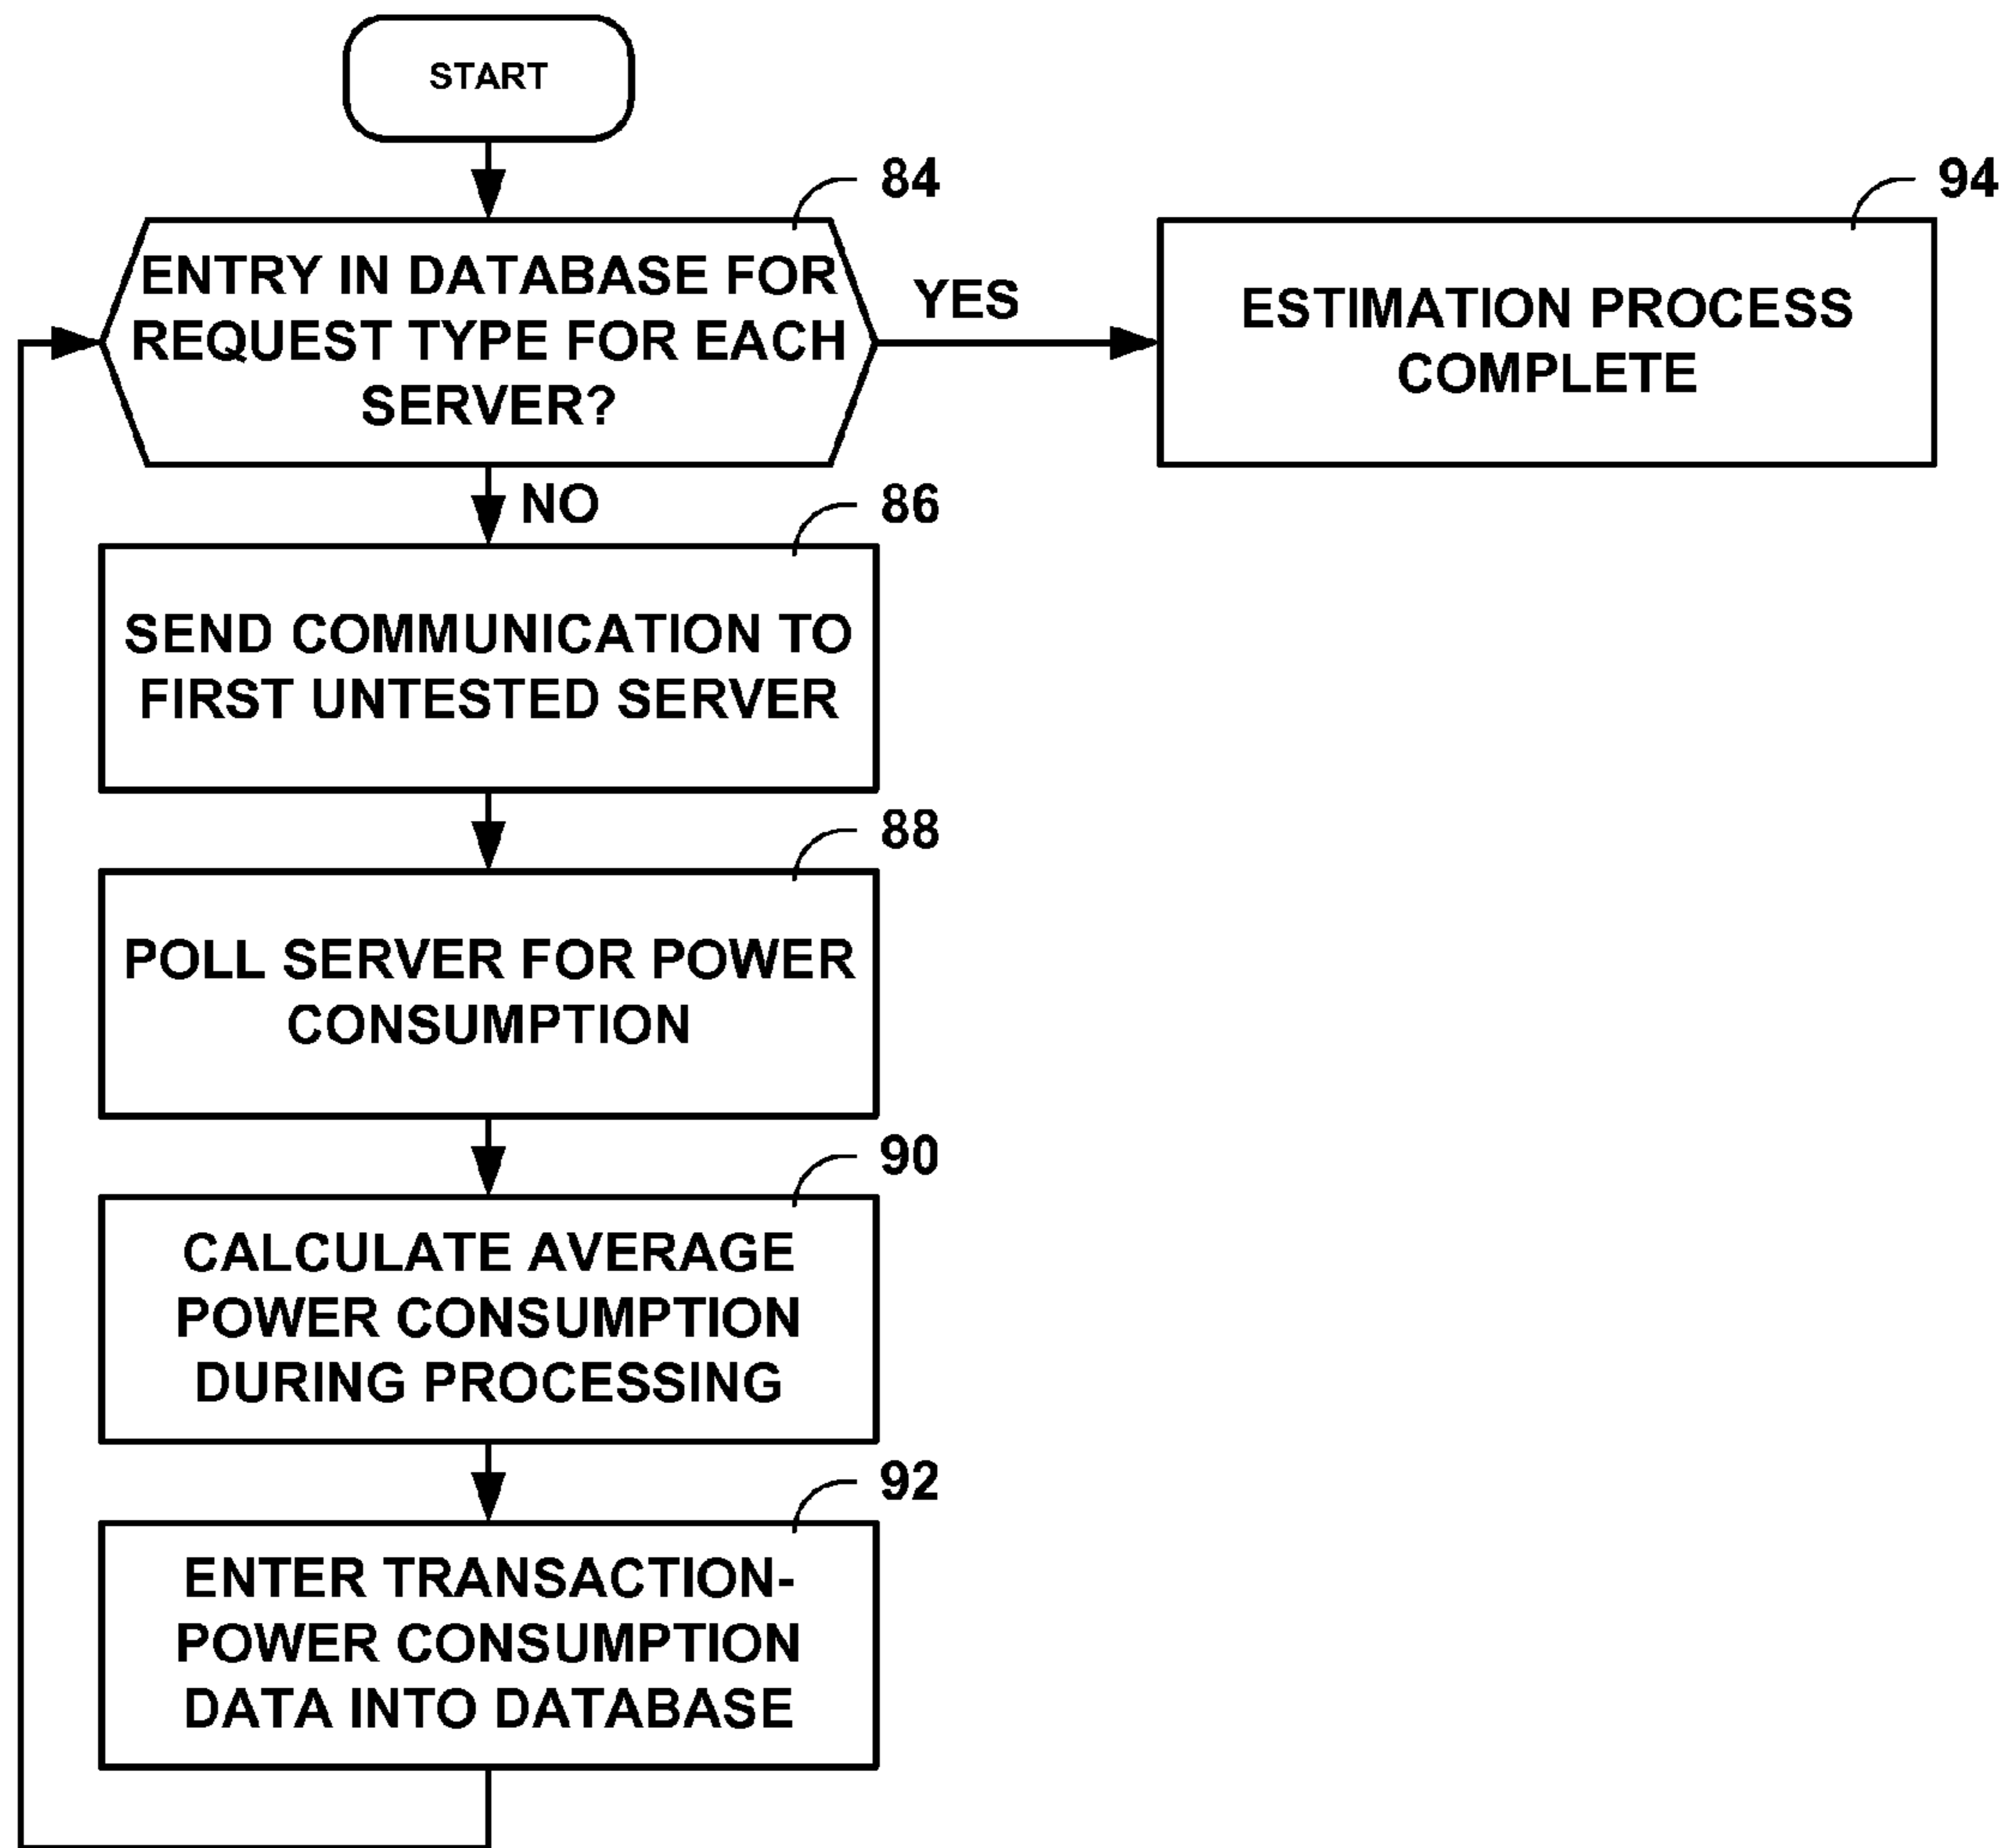 START
84
ENTRY IN DATABASE FOR
REQUEST TYPE FOR EACH
SERVER?
YES
94
ESTIMATION PROCESS
COMPLETE
NO
86
SEND COMMUNICATION TO
FIRST UNTESTED SERVER
88
POLL SERVER FOR POWER
CONSUMPTION
90
CALCULATE AVERAGE
POWER CONSUMPTION
DURING PROCESSING
92
ENTER TRANSACTION-
POWER CONSUMPTION
DATA INTO DATABASE